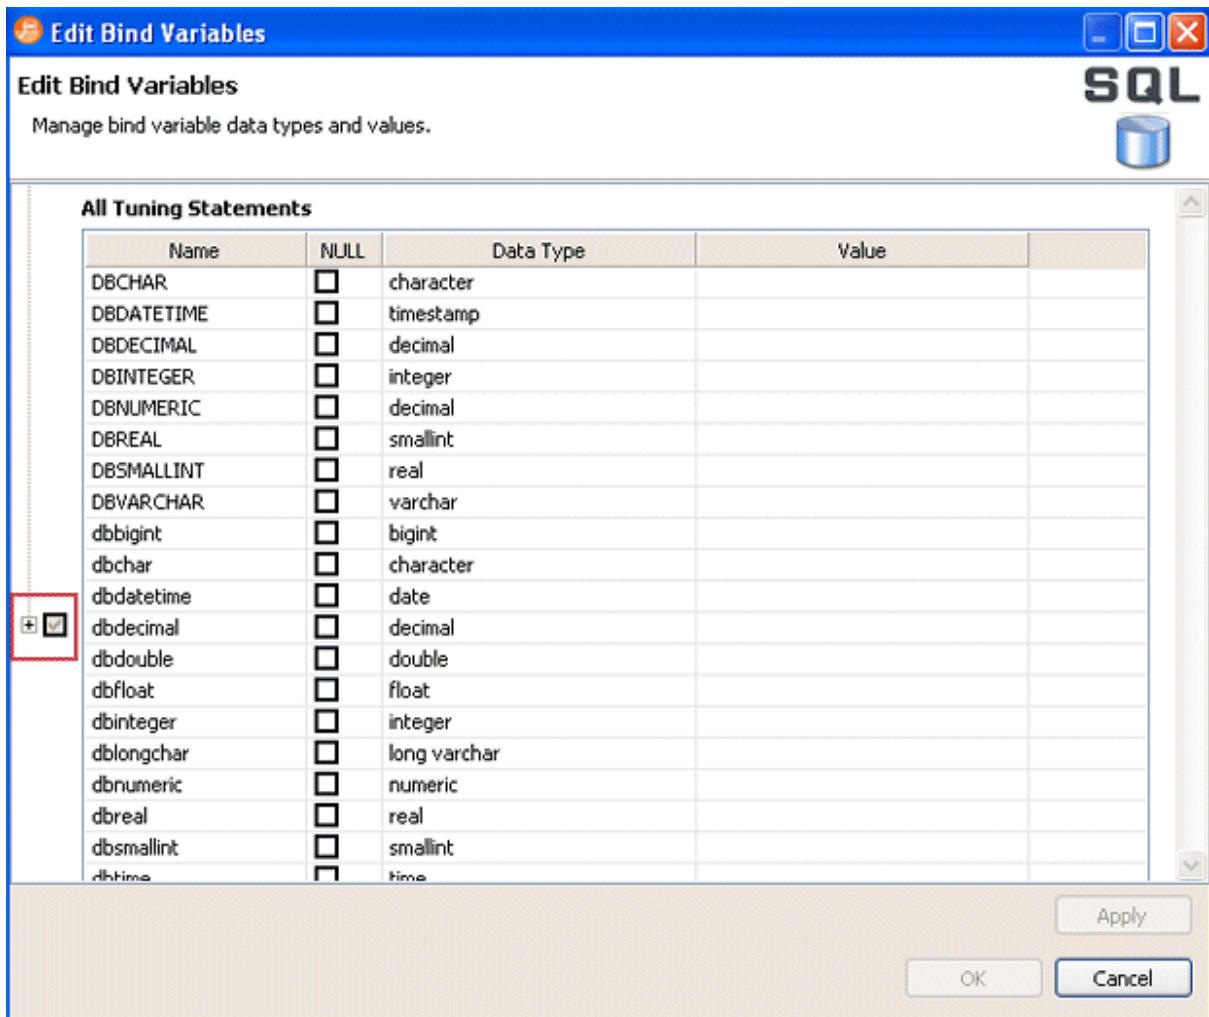 Edit Bind Variables
Edit Bind Variables
SQL
Manage bind variable data types and values.
All Tuning Statements
Name NULL Data Type Value
DBCHAR character
DBDATETIME timestamp
DBDECIMAL decimal
DBINTEGER integer
DBNUMERIC decimal
DBREAL smallint
DBSMALLINT real
DBVARCHAR varchar
dbbigint bigint
dbchar character
dbdatetime date
dbdecimal decimal
dbdouble double
dbfloat float
dbinteger integer
dblongchar long varchar
dbnumeric numeric
dbreal real
dbsmallint smallint
dbtime time
Apply
OK Cancel